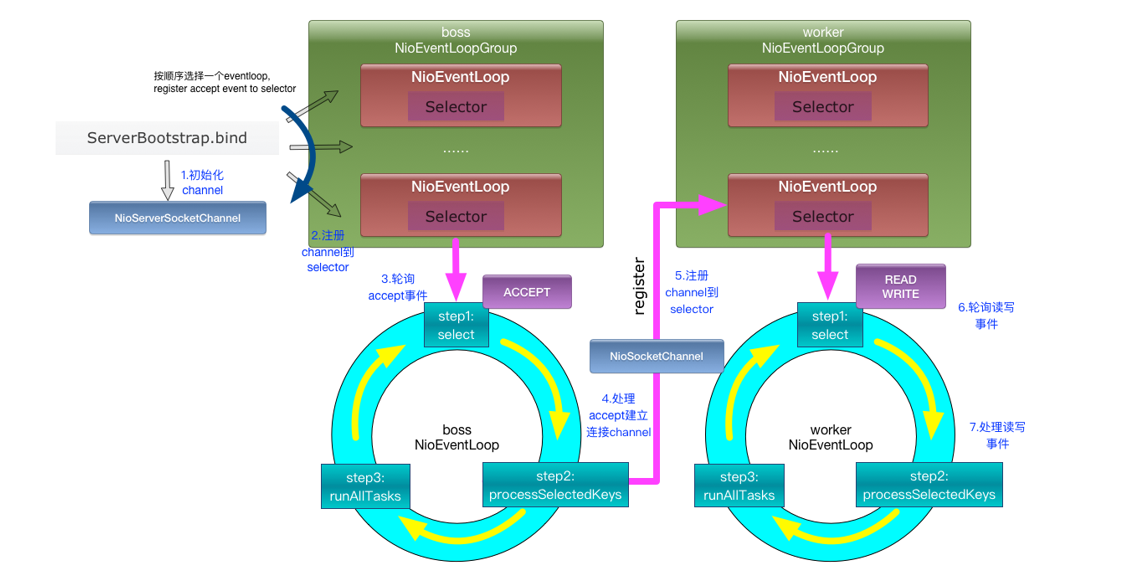 boss
NioEventLoopGroup
NioEventLoop
Selector
......
NioEventLoop
Selector
按顺序选择一个eventloop,
register accept event to selector
ServerBootstrap.bind
1.初始化
channel
NioServerSocketChannel
2.注册
channel到
selector
3.轮询
accept事件
ACCEPT
step1:
select
boss
NioEventLoop
step2:
processSelectedKeys
step3:
runAllTasks
4.处理
accept建立
连接channel
NioSocketChannel
register
5.注册
channel到
selector
worker
NioEventLoopGroup
NioEventLoop
Selector
......
NioEventLoop
Selector
READ
WRITE
6.轮询读写
事件
step1:
select
worker
NioEventLoop
7.处理读写
事件
step2:
processSelectedKeys
step3:
runAllTasks